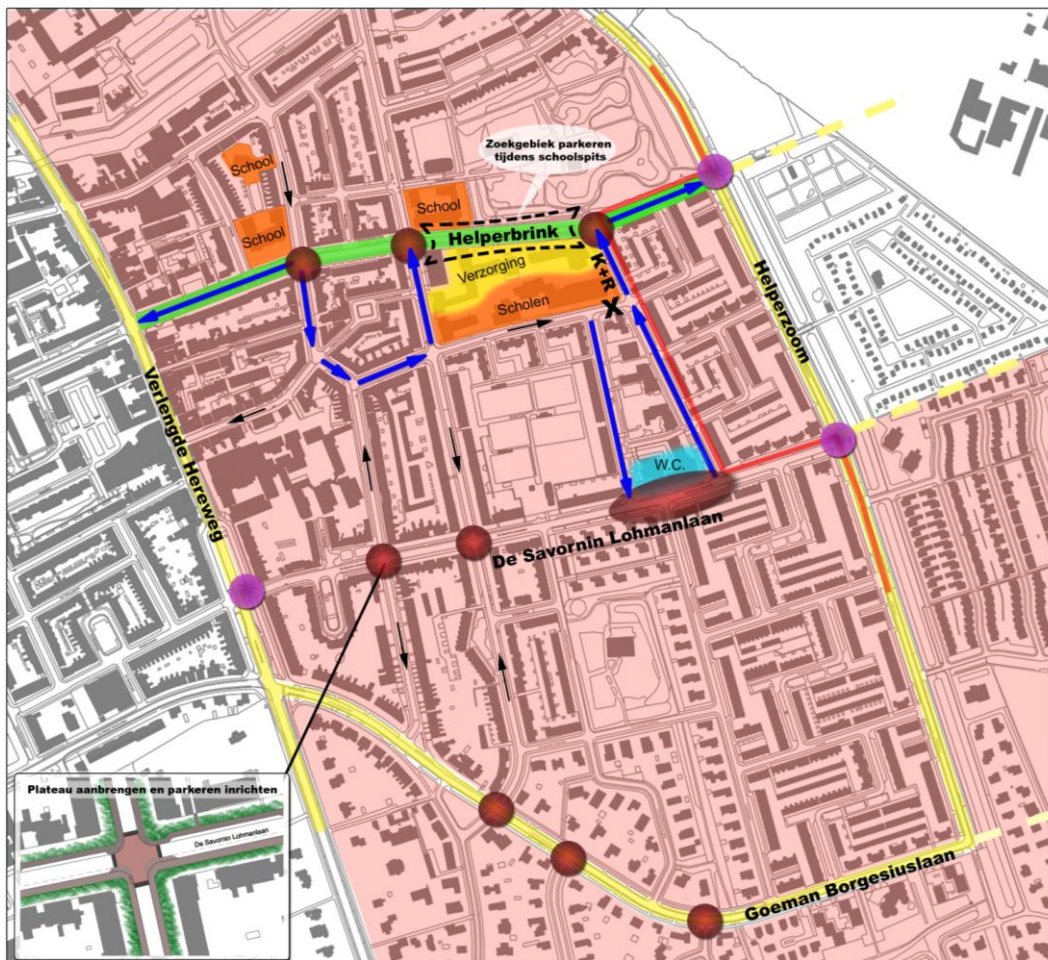 Zoekgebiek parkeren
tijdens schoolspits
School
School
School
Helperbrink
Verzorging
K+R
X
Scholen
Helperzoom
Verlengde Hereweg
W.C.
De Savornin Lohmanlaan
Goeman Borgesiuslaan
Plateau aanbrengen en parkeren inrichten
De Savornin Lohmanlaan